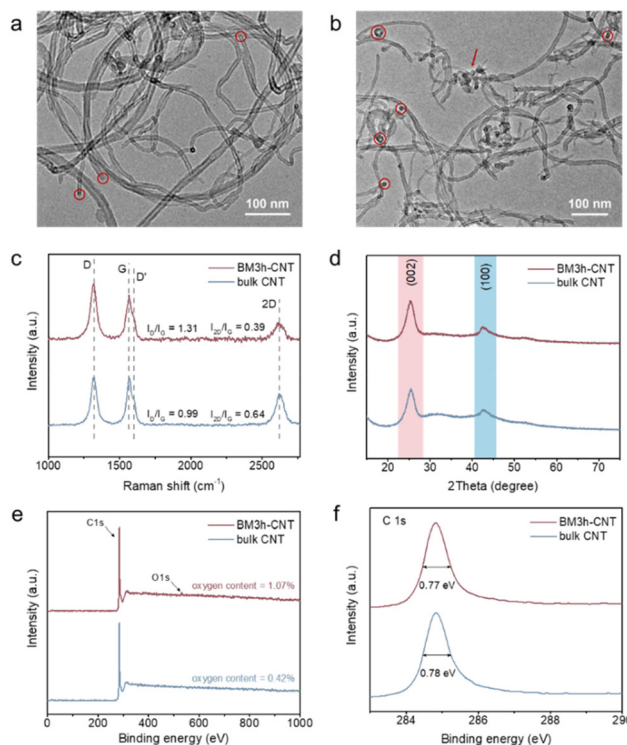 a
100 nm
b
100 nm
c
D
G
D'
2D
BM3h-CNT
bulk CNT
I_D/I_G = 1.31 I_2D/I_G = 0.39
I_D/I_G = 0.99 I_2D/I_G = 0.64
Intensity (a.u.)
1000 1500 2000 2500
Raman shift (cm⁻¹)
d
(002)
(100)
BM3h-CNT
bulk CNT
Intensity (a.u.)
20 30 40 50 60 70
2Theta (degree)
e
C1s
O1s
BM3h-CNT
bulk CNT
oxygen content = 1.07%
oxygen content = 0.42%
Intensity (a.u.)
0 200 400 600 800 1000
Binding energy (eV)
f
C 1s
BM3h-CNT
bulk CNT
0.77 eV
0.78 eV
Intensity (a.u.)
284 286 288 290
Binding energy (eV)